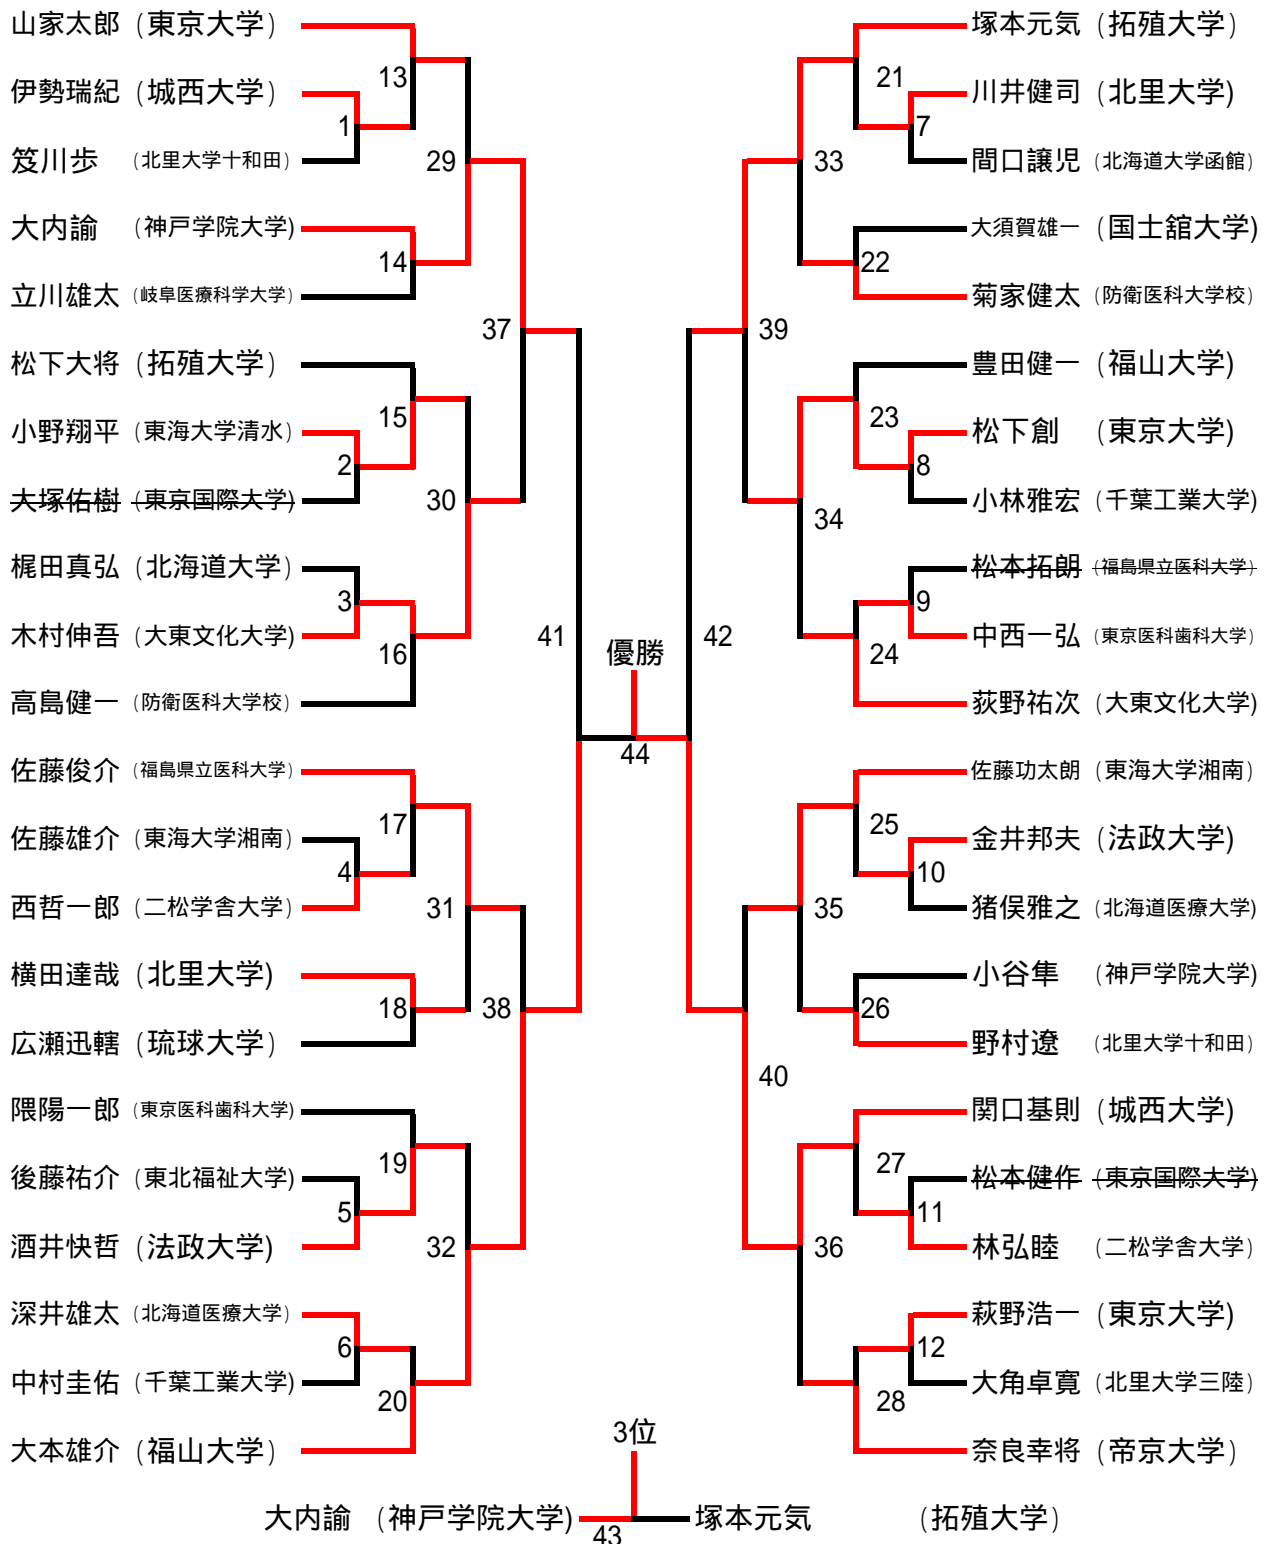 山家太郎 (東京大学)
13
伊勢瑞紀 (城西大学)
1
笈川歩 (北里大学十和田)
29
大内諭 (神戸学院大学)
14
立川雄太 (岐阜医療科学大学)
37
松下大将 (拓殖大学)
15
小野翔平 (東海大学清水)
2
大塚佑樹 (東京国際大学)
30
梶田真弘 (北海道大学)
3
木村伸吾 (大東文化大学)
41
16
高島健一 (防衛医科大学校)
佐藤俊介 (福島県立医科大学)
17
佐藤雄介 (東海大学湘南)
4
西哲一郎 (二松学舎大学)
31
横田達哉 (北里大学)
18
38
広瀬迅轄 (琉球大学)
隈陽一郎 (東京医科歯科大学)
19
後藤祐介 (東北福祉大学)
5
酒井快哲 (法政大学)
32
深井雄太 (北海道医療大学)
6
中村圭佑 (千葉工業大学)
20
大本雄介 (福山大学)
優勝
44
塚本元気 (拓殖大学)
21
川井健司 (北里大学)
7
間口譲児 (北海道大学函館)
33
大須賀雄一 (国士舘大学)
22
菊家健太 (防衛医科大学校)
39
豊田健一 (福山大学)
23
松下創 (東京大学)
8
小林雅宏 (千葉工業大学)
34
松本拓朗 (福島県立医科大学)
9
中西一弘 (東京医科歯科大学)
42
24
荻野祐次 (大東文化大学)
佐藤功太朗 (東海大学湘南)
25
金井邦夫 (法政大学)
10
猪俣雅之 (北海道医療大学)
35
小谷隼 (神戸学院大学)
26
野村遼 (北里大学十和田)
40
関口基則 (城西大学)
27
松本健作 (東京国際大学)
11
林弘睦 (二松学舎大学)
36
萩野浩一 (東京大学)
12
大角卓寛 (北里大学三陸)
28
奈良幸将 (帝京大学)
3位
大内諭 (神戸学院大学)
43
塚本元気 (拓殖大学)